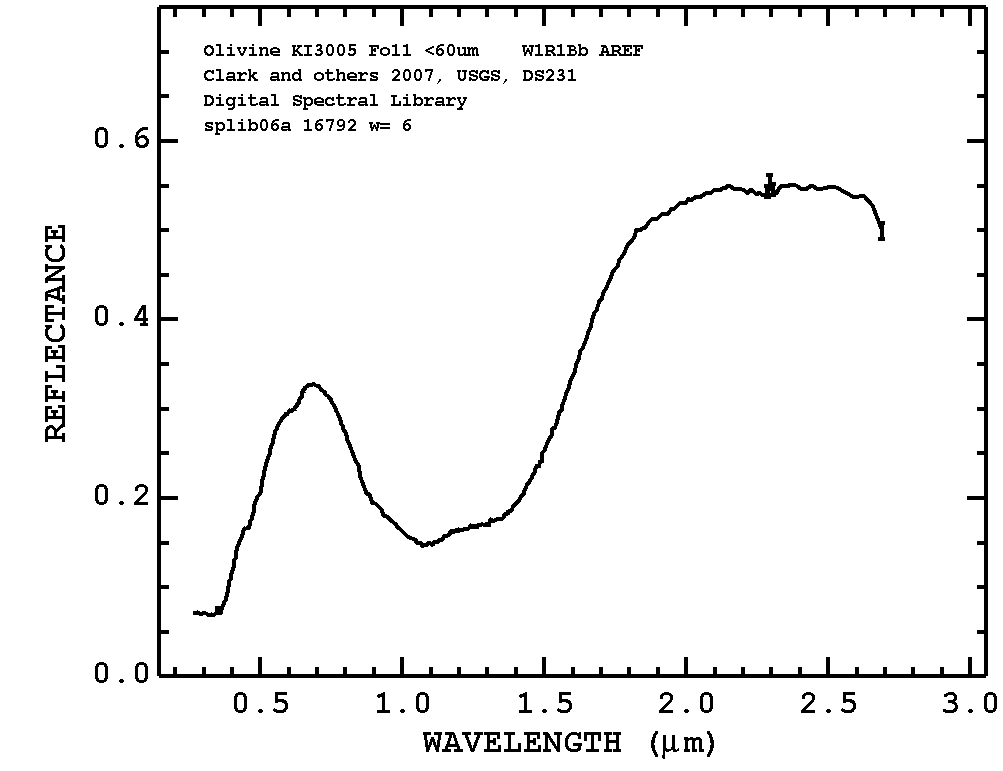 Olivine KI3005 Fo11 <60um W1R1Bb AREF
Clark and others 2007, USGS, DS231
Digital Spectral Library
splib06a 16792 w= 6
REFLECTANCE
0.6
0.4
0.2
0.0
0.5 1.0 1.5 2.0 2.5 3.0
WAVELENGTH (μm)